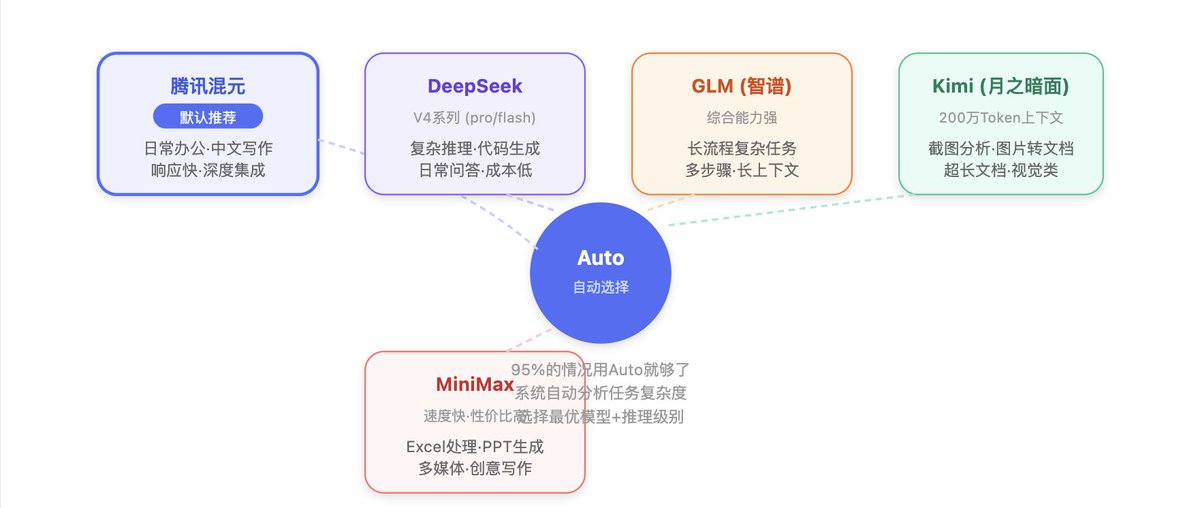 腾讯混元
默认推荐
日常办公·中文写作
响应快·深度集成
DeepSeek
V4系列 (pro/flash)
复杂推理·代码生成
日常问答·成本低
GLM (智谱)
综合能力强
长流程复杂任务
多步骤·长上下文
Kimi (月之暗面)
200万Token上下文
截图分析·图片转文档
超长文档·视觉类
Auto
自动选择
95%的情况用Auto就够了
系统自动分析任务复杂度
选择最优模型+推理级别
MiniMax
速度快·性价比高
Excel处理·PPT生成
多媒体·创意写作